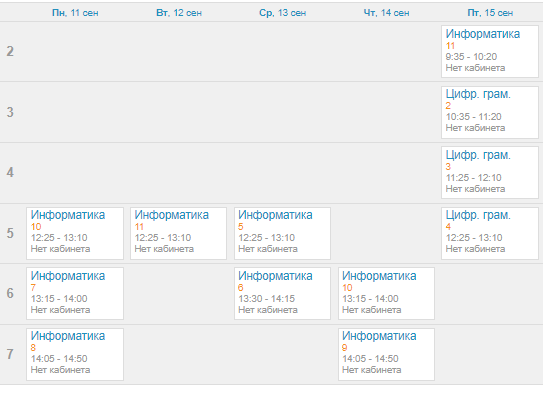 Пн, 11 сен
Вт, 12 сен
Ср, 13 сен
Чт, 14 сен
Пт, 15 сен
2
Информатика
11
9:35 - 10:20
Нет кабинета
3
Цифр. грам.
2
10:35 - 11:20
Нет кабинета
4
Цифр. грам.
3
11:25 - 12:10
Нет кабинета
5
Информатика
10
12:25 - 13:10
Нет кабинета
Информатика
11
12:25 - 13:10
Нет кабинета
Информатика
5
12:25 - 13:10
Нет кабинета
Цифр. грам.
4
12:25 - 13:10
Нет кабинета
6
Информатика
7
13:15 - 14:00
Нет кабинета
Информатика
6
13:30 - 14:15
Нет кабинета
Информатика
10
13:15 - 14:00
Нет кабинета
7
Информатика
8
14:05 - 14:50
Нет кабинета
Информатика
9
14:05 - 14:50
Нет кабинета